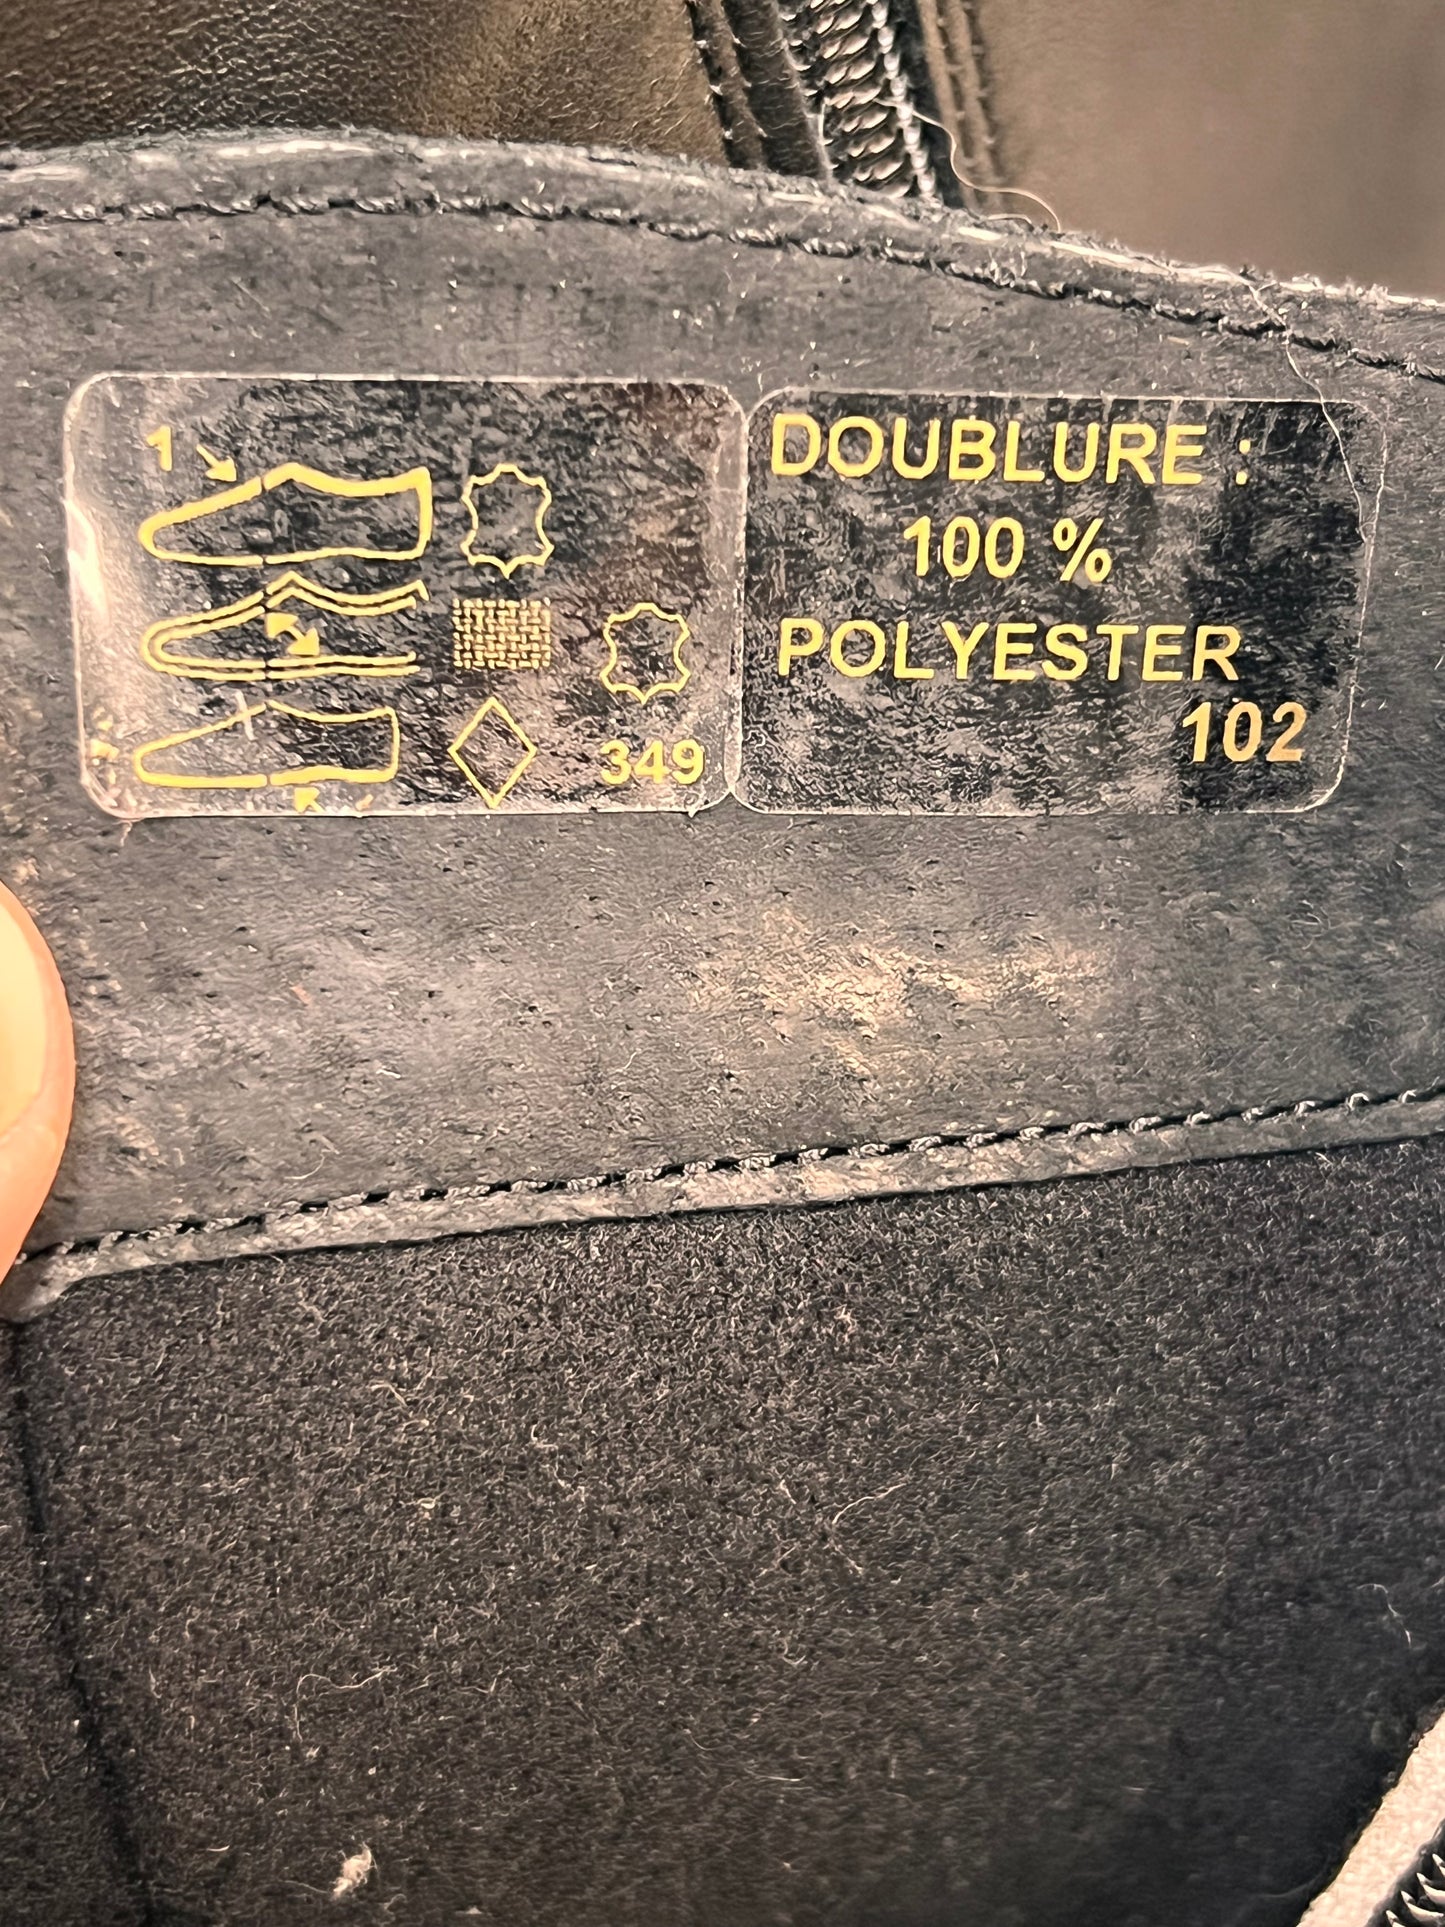 1
349
DOUBLURE :
100 %
POLYESTER
102